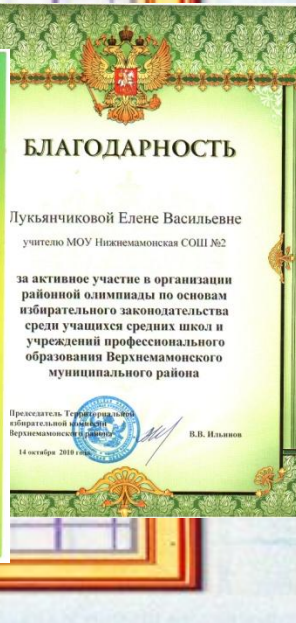 БЛАГОДАРНОСТЬ
Лукьянчиковой Елене Васильевне
учителю МОУ Нижнемамонская СОШ №2
за активное участие в организации
районной олимпиады по основам
избирательного законодательства
среди учащихся средних школ и
учреждений профессионального
образования Верхнемамонского
муниципального района
Председатель Территориальной
избирательной комиссии
Верхнемамонского района
В.В. Ильинов
14 октября 2010 года